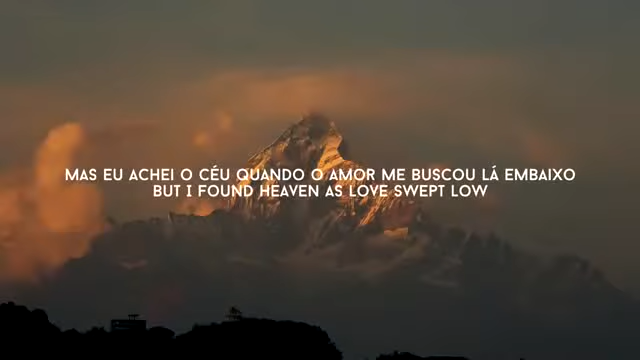 MAS EU ACHEI O CÉU QUANDO O AMOR ME BUSCOU LÁ EMBAIXO
BUT I FOUND HEAVEN AS LOVE SWEPT LOW